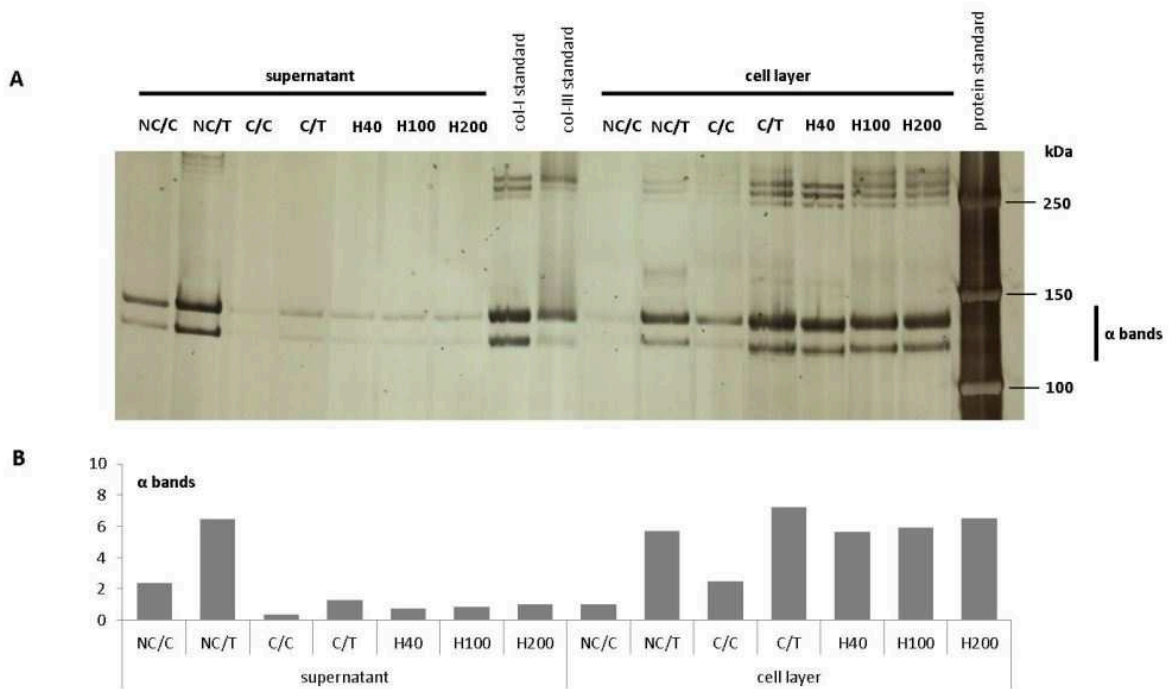 A
supernatant
col-I standard
col-III standard
cell layer
protein standard
NC/C NC/T C/C C/T H40 H100 H200
NC/C NC/T C/C C/T H40 H100 H200
kDa
250
150
α bands
100
B
α bands
10
8
6
4
2
0
NC/C NC/T C/C C/T H40 H100 H200 NC/C NC/T C/C C/T H40 H100 H200
supernatant cell layer